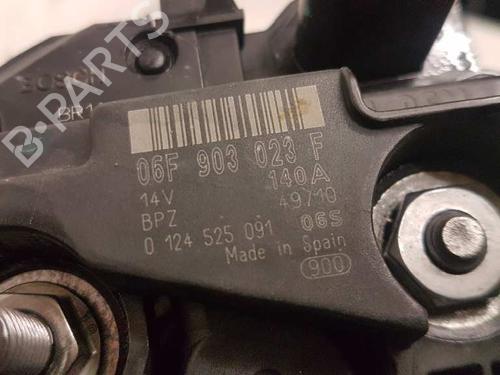 B-PARTS
BOSCH
BR14
06F 903 023 F
14V 140A
BPZ 49/10
0 124 525 091 06S
Made in Spain
900